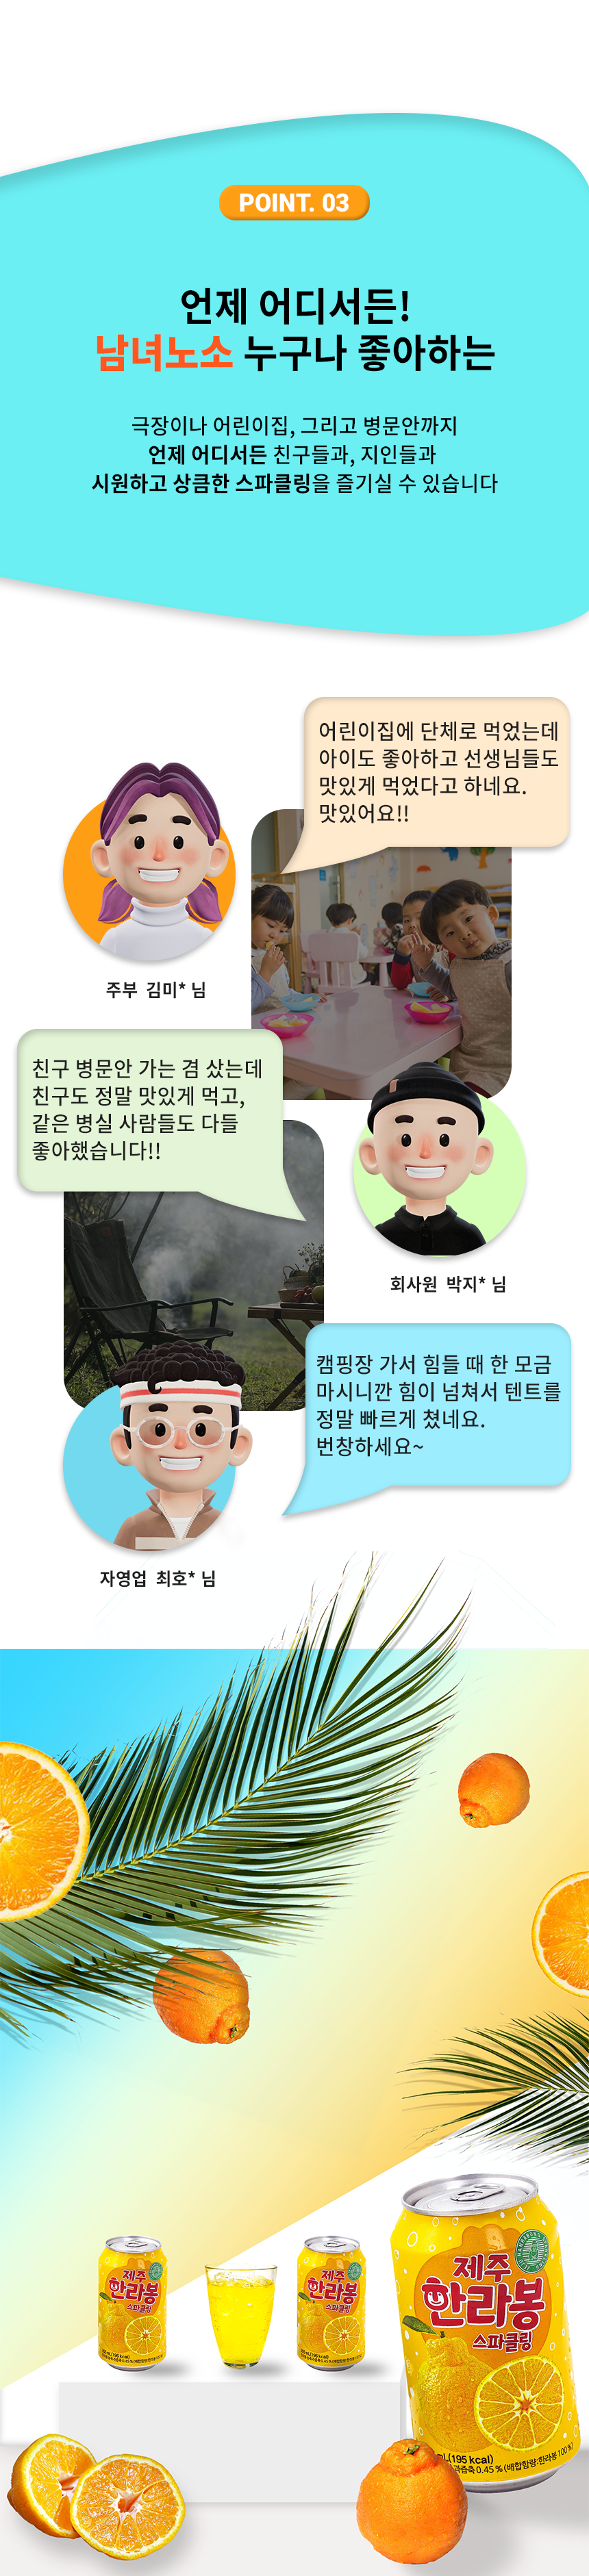 POINT. 03
언제 어디서든!
남녀노소 누구나 좋아하는
극장이나 어린이집, 그리고 병문안까지
언제 어디서든 친구들과, 지인들과
시원하고 상큼한 스파클링을 즐기실 수 있습니다
어린이집에 단체로 먹었는데
아이도 좋아하고 선생님들도
맛있게 먹었다고 하네요.
맛있어요!!
주부 김미* 님
친구 병문안 가는 겸 샀는데
친구도 정말 맛있게 먹고,
같은 병실 사람들도 다들
좋아했습니다!!
회사원 박지* 님
캠핑장 가서 힘들 때 한 모금
마시니깐 힘이 넘쳐서 텐트를
정말 빠르게 쳤네요.
번창하세요~
자영업 최호* 님
제주
한라봉
스파클링
제주
한라봉
스파클링
제주
한라봉
스파클링
(195 kcal)
과즙축 0.45 % (배합함량:한라봉 100 %)